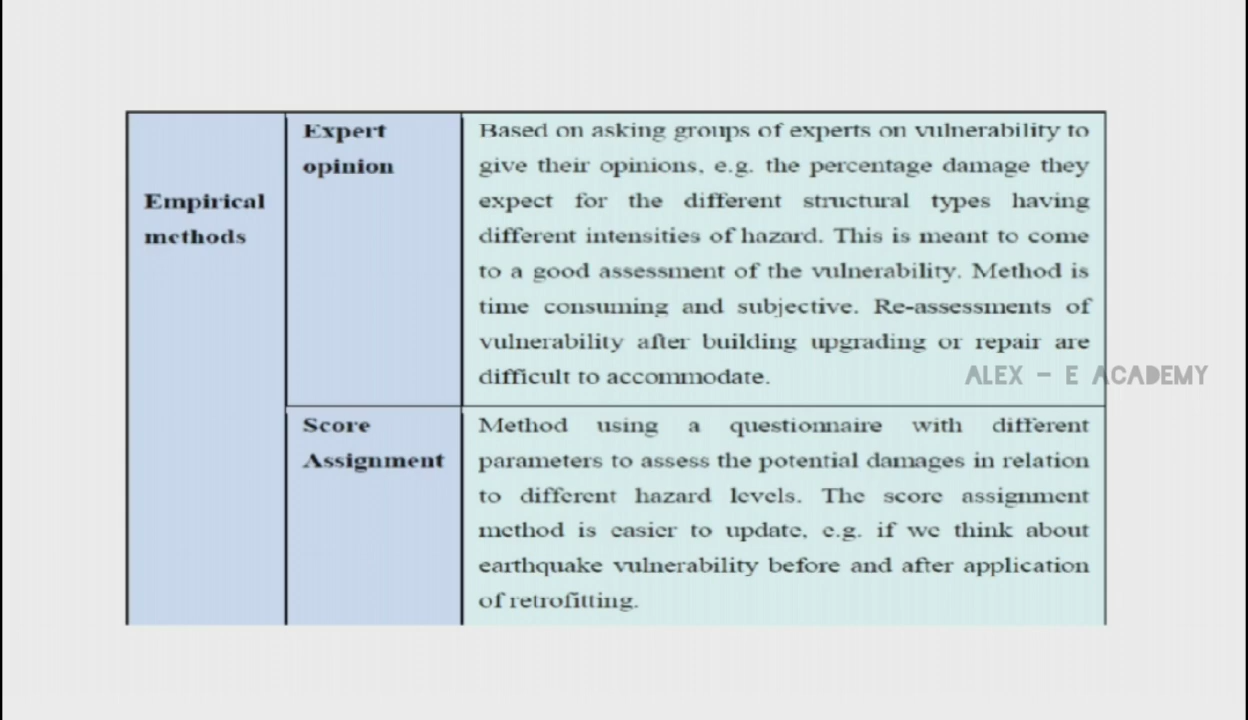 Empirical
methods
Expert
opinion
Based on asking groups of experts on vulnerability to
give their opinions, e.g. the percentage damage they
expect for the different structural types having
different intensities of hazard. This is meant to come
to a good assessment of the vulnerability. Method is
time consuming and subjective. Re-assessments of
vulnerability after building upgrading or repair are
difficult to accommodate.
Score
Assignment
Method using a questionnaire with different
parameters to assess the potential damages in relation
to different hazard levels. The score assignment
method is easier to update, e.g. if we think about
earthquake vulnerability before and after application
of retrofitting.
ALEX - E ACADEMY